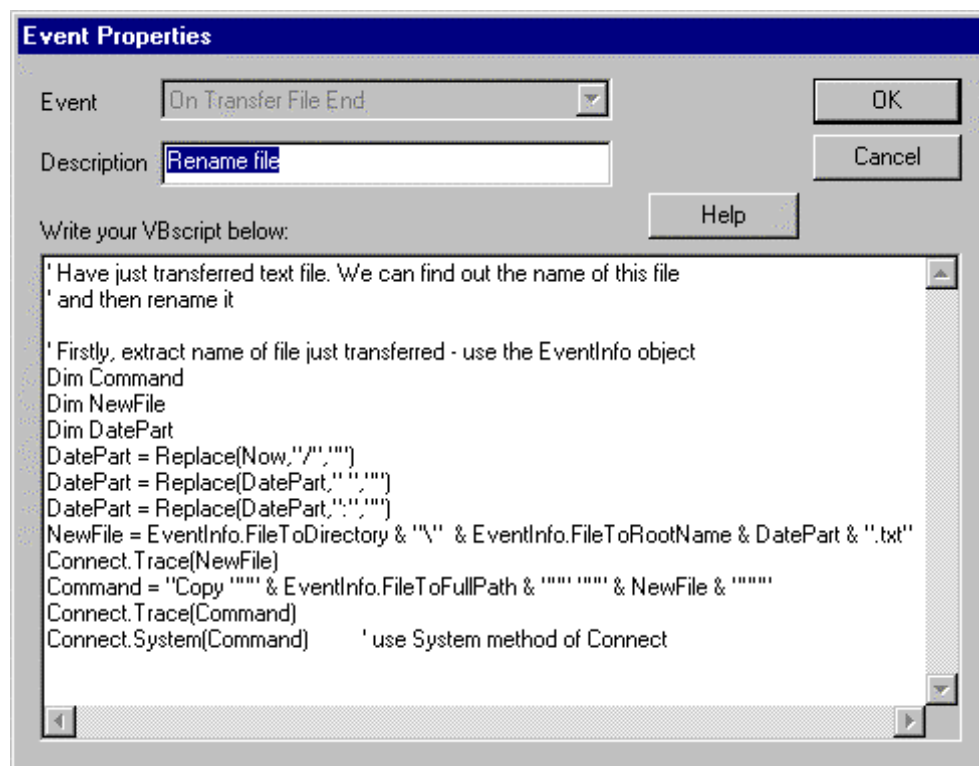 Event Properties
Event On Transfer File End OK
Description Rename file Cancel
Help
Write your VBscript below:
' Have just transferred text file. We can find out the name of this file
' and then rename it
' Firstly, extract name of file just transferred - use the EventInfo object
Dim Command
Dim NewFile
Dim DatePart
DatePart = Replace(Now,"/","")
DatePart = Replace(DatePart," ","")
DatePart = Replace(DatePart,":","")
NewFile = EventInfo.FileToDirectory & "\" & EventInfo.FileToRootName & DatePart & ".txt"
Connect.Trace(NewFile)
Command = "Copy """ & EventInfo.FileToFullPath & """ """ & NewFile & """"
Connect.Trace(Command)
Connect.System(Command) ' use System method of Connect